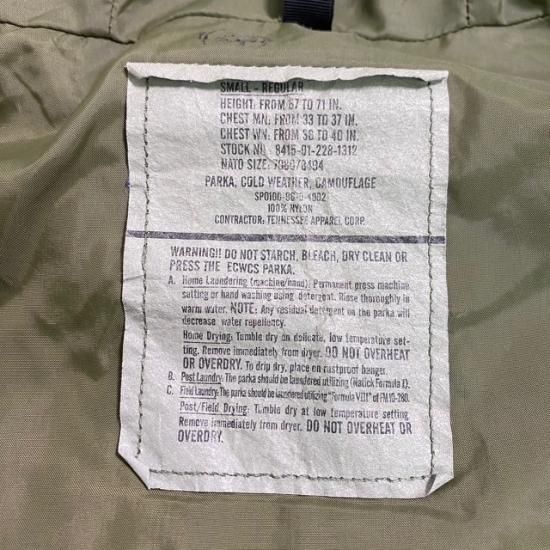 SMALL - REGULAR
HEIGHT: FROM 67 TO 71 IN.
CHEST MN: FROM 33 TO 37 IN.
CHEST WN. FROM 36 TO 40 IN.
STOCK NO. 8415-01-228-1312
NATO SIZE:
PARKA, COLD WEATHER, CAMOUFLAGE
100% NYLON
CONTRACTOR: TENNESSEE APPAREL CORP.
WARNING!! DO NOT STARCH, BLEACH, DRY CLEAN OR
PRESS THE ECWCS PARKA.
A. Home Laundering (machine/hand): Permanent press machine
setting or hand washing using detergent. Rinse thoroughly in
warm water. NOTE: Any residual detergent on the parka will
decrease water repellency.
Home Drying: Tumble dry on delicate, low temperature set-
ting. Remove immediately from dryer. DO NOT OVERHEAT
OR OVERDRY. To drip dry, place on rustproof hanger.
B. Post Laundry: The parka should be laundered utilizing (Natick Formula I).
C. Field Laundry: The parka should be laundered utilizing "Formula VIII" of FM 10-280.
Post/Field Drying: Tumble dry at low temperature setting.
Remove immediately from dryer. DO NOT OVERHEAT OR
OVERDRY.